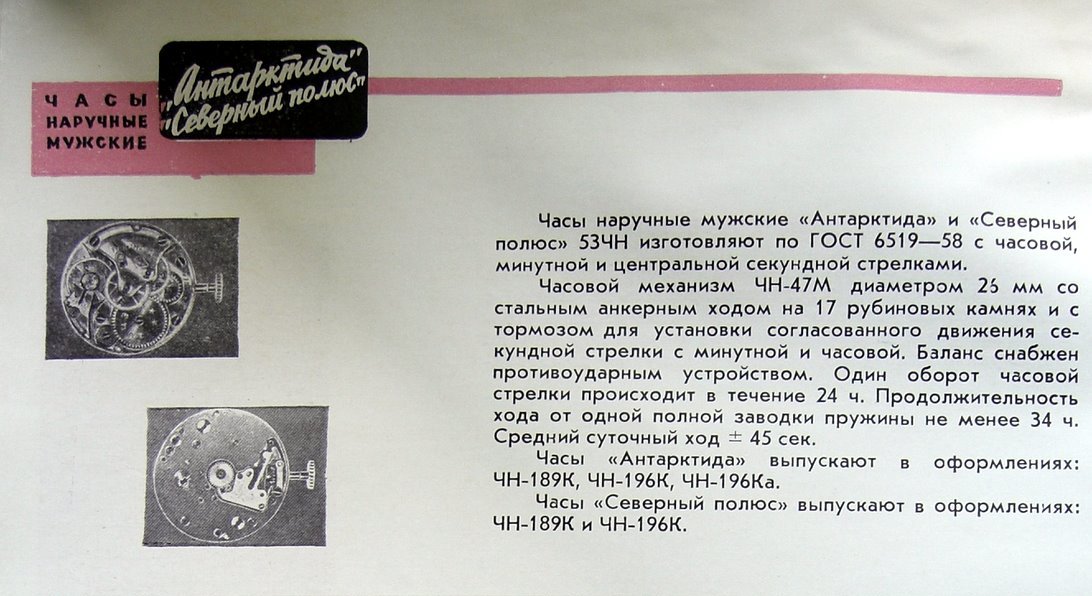 ЧАСЫ
НАРУЧНЫЕ
МУЖСКИЕ
„Антарктида"
"Северный полюс"
Часы наручные мужские «Антарктида» и «Северный
полюс» 53ЧН изготовляют по ГОСТ 6519—58 с часовой,
минутной и центральной секундной стрелками.
Часовой механизм ЧН-47М диаметром 26 мм со
стальным анкерным ходом на 17 рубиновых камнях и с
тормозом для установки согласованного движения се-
кундной стрелки с минутной и часовой. Баланс снабжен
противоударным устройством. Один оборот часовой
стрелки происходит в течение 24 ч. Продолжительность
хода от одной полной заводки пружины не менее 34 ч.
Средний суточный ход ± 45 сек.
Часы «Антарктида» выпускают в оформлениях:
ЧН-189К, ЧН-196К, ЧН-196Ка.
Часы «Северный полюс» выпускают в оформлениях:
ЧН-189К и ЧН-196К.